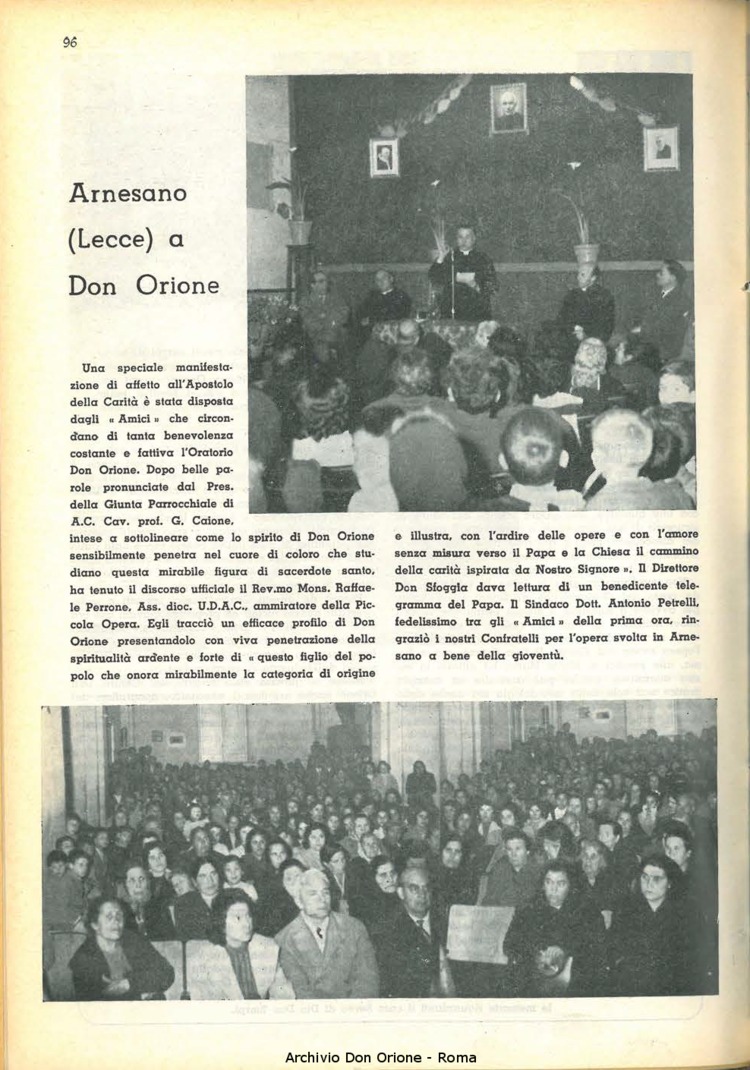 96
Arnesano
(Lecce) a
Don Orione
Una speciale manifesta-
zione di affetto all'Apostolo
della Carità è stata disposta
dagli « Amici » che circon-
dano di tanta benevolenza
costante e fattiva l'Oratorio
Don Orione. Dopo belle pa-
role pronunciate dal Pres.
della Giunta Parrocchiale di
A.C. Cav. prof. G. Caione,
intese a sottolineare come lo spirito di Don Orione
sensibilmente penetra nel cuore di coloro che stu-
diano questa mirabile figura di sacerdote santo,
ha tenuto il discorso ufficiale il Rev.mo Mons. Raffae-
le Perrone, Ass. dioc. U.D.A.C., ammiratore della Pic-
cola Opera. Egli tracciò un efficace profilo di Don
Orione presentandolo con viva penetrazione della
spiritualità ardente e forte di « questo figlio del po-
polo che onora mirabilmente la categoria di origine
e illustra, con l'ardire delle opere e con l'amore
senza misura verso il Papa e la Chiesa il cammino
della carità ispirata da Nostro Signore ». Il Direttore
Don Sfoggia dava lettura di un benedicente tele-
gramma del Papa. Il Sindaco Dott. Antonio Petrelli,
fedelissimo tra gli « Amici » della prima ora, rin-
graziò i nostri Confratelli per l'opera svolta in Arne-
sano a bene della gioventù.
Archivio Don Orione - Roma